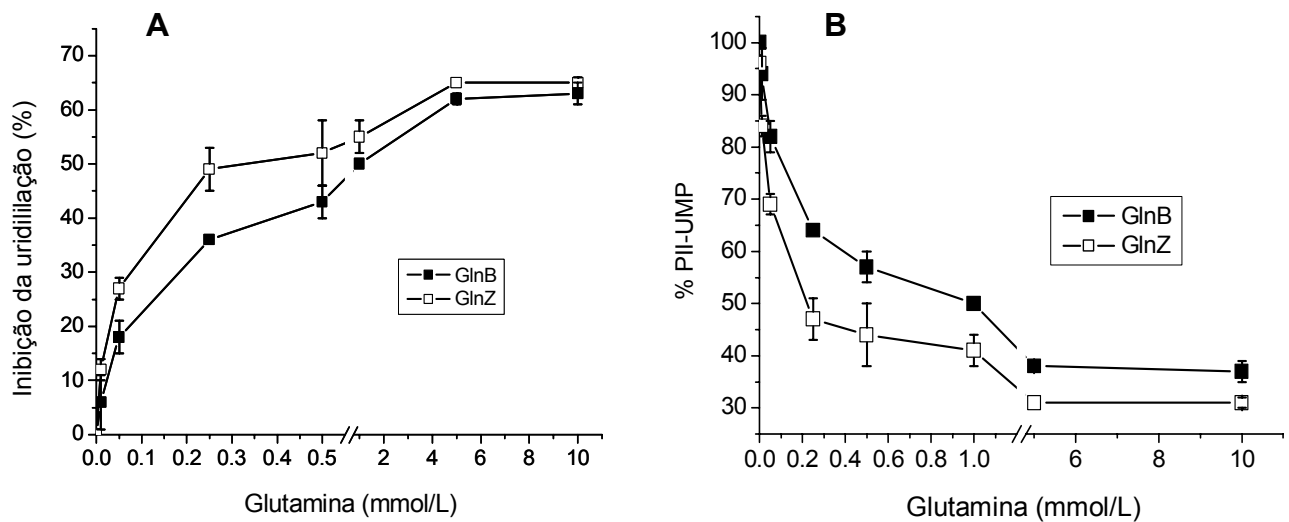 A
Inibição da uridililação (%)
70
60
50
40
30
20
10
0
0.0 0.1 0.2 0.3 0.4 0.5 2 4 6 8 10
Glutamina (mmol/L)
GlnB
GlnZ
B
% PII-UMP
100
90
80
70
60
50
40
30
0.0 0.2 0.4 0.6 0.8 1.0 6 8 10
Glutamina (mmol/L)
GlnB
GlnZ